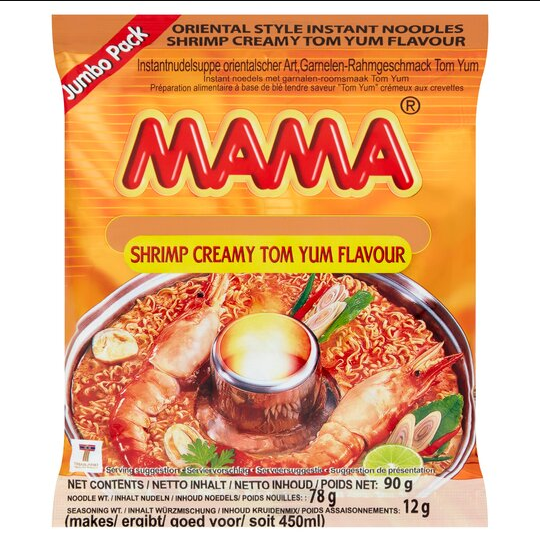 Jumbo Pack
ORIENTAL STYLE INSTANT NOODLES
SHRIMP CREAMY TOM YUM FLAVOUR
Instantnudelsuppe orientalscher Art, Garnelen-Rahmgeschmack Tom Yum
Instant noedels met garnalen-roomsmaak Tom Yum
Préparation alimentaire à base de blé tendre saveur "Tom Yum" crémeux aux crevettes
MAMA®
SHRIMP CREAMY TOM YUM FLAVOUR
Serving suggestion • Serviervorschlag • Serveersuggestie • Suggestion de présentation
NET CONTENTS / NETTO INHALT / NETTO INHOUD / POIDS NET: 90 g
NOODLE WT. / INHALT NUDELN / INHOUD NOEDELS/ POIDS NOUILLES: : 78 g
SEASONING WT. / INHALT WÜRZMISCHUNG / INHOUD KRUIDENMIX/ POIDS ASSAISONNEMENTS: 12 g
(makes/ ergibt/ goed voor/ soit 450ml)